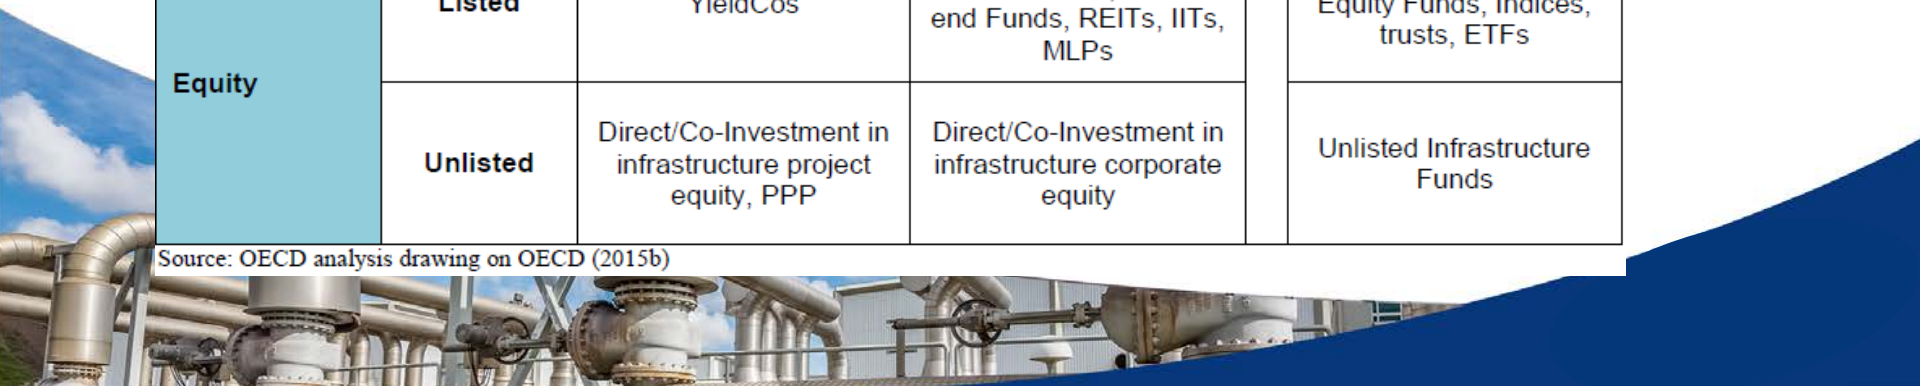 Listed
YieldCos
end Funds, REITs, IITs,
MLPs
Equity Funds, Indices,
trusts, ETFs
Equity
Unlisted
Direct/Co-Investment in
infrastructure project
equity, PPP
Direct/Co-Investment in
infrastructure corporate
equity
Unlisted Infrastructure
Funds
Source: OECD analysis drawing on OECD (2015b)